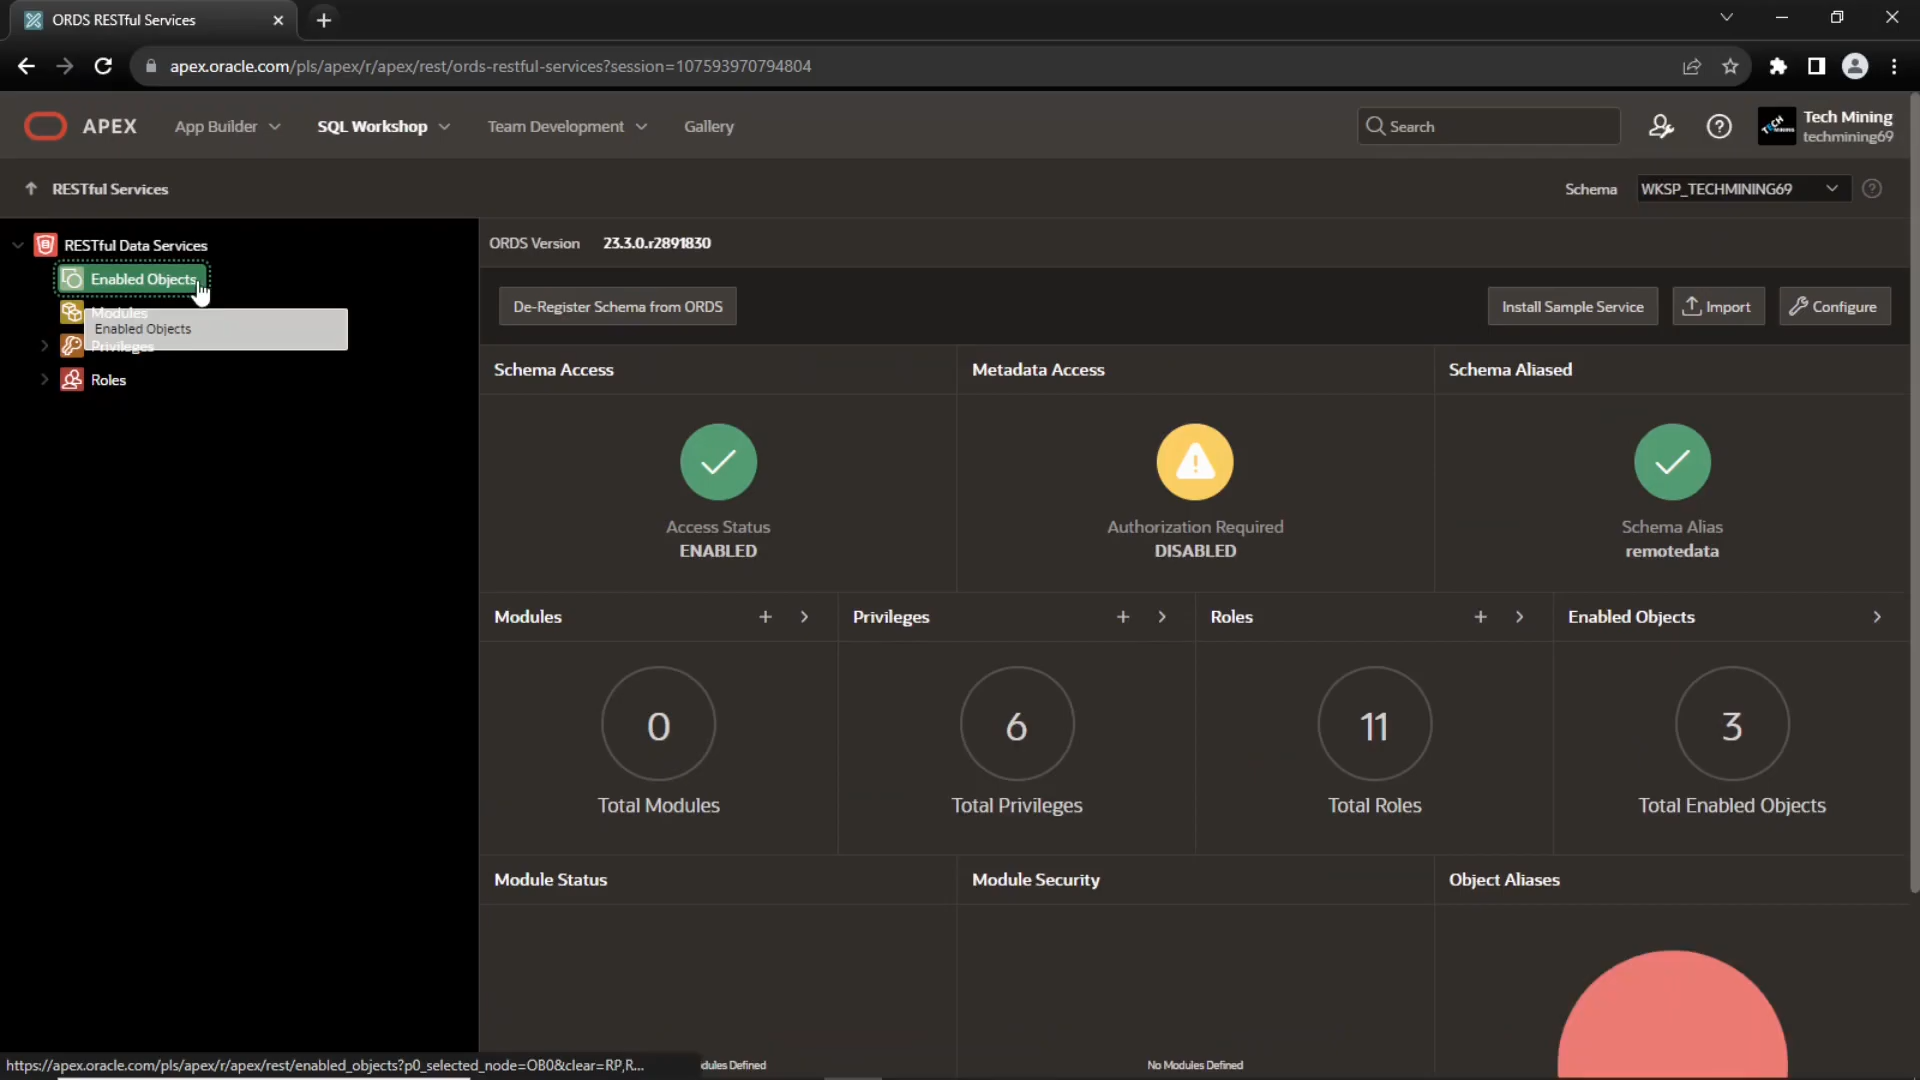 ORDS RESTful Services
apex.oracle.com/pls/apex/r/apex/rest/ords-restful-services?session=107593970794804
APEX
App Builder
SQL Workshop
Team Development
Gallery
Search
Tech Mining
techmining69
RESTful Services
Schema
WKSP_TECHMINING69
RESTful Data Services
Enabled Objects
Modules
Enabled Objects
Privileges
Roles
ORDS Version 23.3.0.r2891830
De-Register Schema from ORDS
Install Sample Service
Import
Configure
Schema Access
Metadata Access
Schema Aliased
Access Status
ENABLED
Authorization Required
DISABLED
Schema Alias
remotedata
Modules
Privileges
Roles
Enabled Objects
0
6
11
3
Total Modules
Total Privileges
Total Roles
Total Enabled Objects
Module Status
Module Security
Object Aliases
https://apex.oracle.com/pls/apex/r/apex/rest/enabled_objects?p0_selected_node=OB0&clear=RP,R...
dules Defined
No Modules Defined